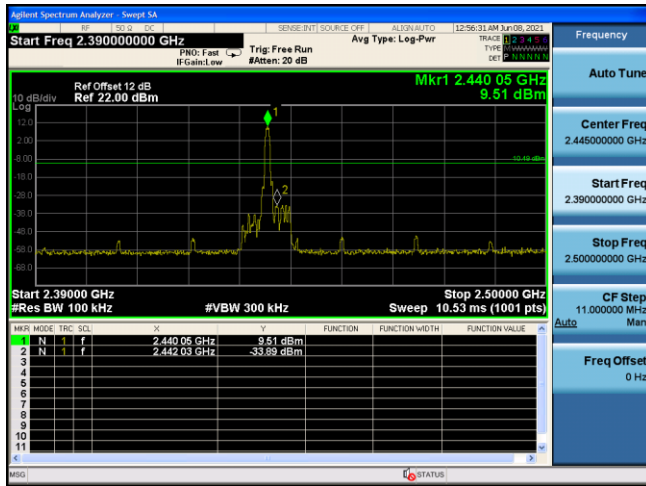 Agilent Spectrum Analyzer - Swept SA
RF 50 Ω DC SENSE:INT SOURCE OFF ALIGN AUTO 12:56:31 AM Jun 08, 2021
Start Freq 2.390000000 GHz
PNO: Fast
IFGain:Low
Trig: Free Run
#Atten: 20 dB
Avg Type: Log-Pwr
TRACE 1 2 3 4 5 6
TYPE M
DET P N N N N N
Ref Offset 12 dB
Ref 22.00 dBm
10 dB/div
Log
Mkr1 2.440 05 GHz
9.51 dBm
12.0
2.00
-8.00
-18.0
-28.0
-38.0
-48.0
-58.0
-68.0
1
2
-10.49 dBm
Start 2.39000 GHz
Stop 2.50000 GHz
#Res BW 100 kHz
#VBW 300 kHz
Sweep 10.53 ms (1001 pts)
MKR MODE TRC SCL X Y FUNCTION FUNCTION WIDTH FUNCTION VALUE
1 N 1 f 2.440 05 GHz 9.51 dBm
2 N 1 f 2.442 03 GHz -33.89 dBm
3
4
5
6
7
8
9
10
11
MSG
STATUS
Frequency
Auto Tune
Center Freq
2.445000000 GHz
Start Freq
2.390000000 GHz
Stop Freq
2.500000000 GHz
CF Step
11.000000 MHz
Auto Man
Freq Offset
0 Hz